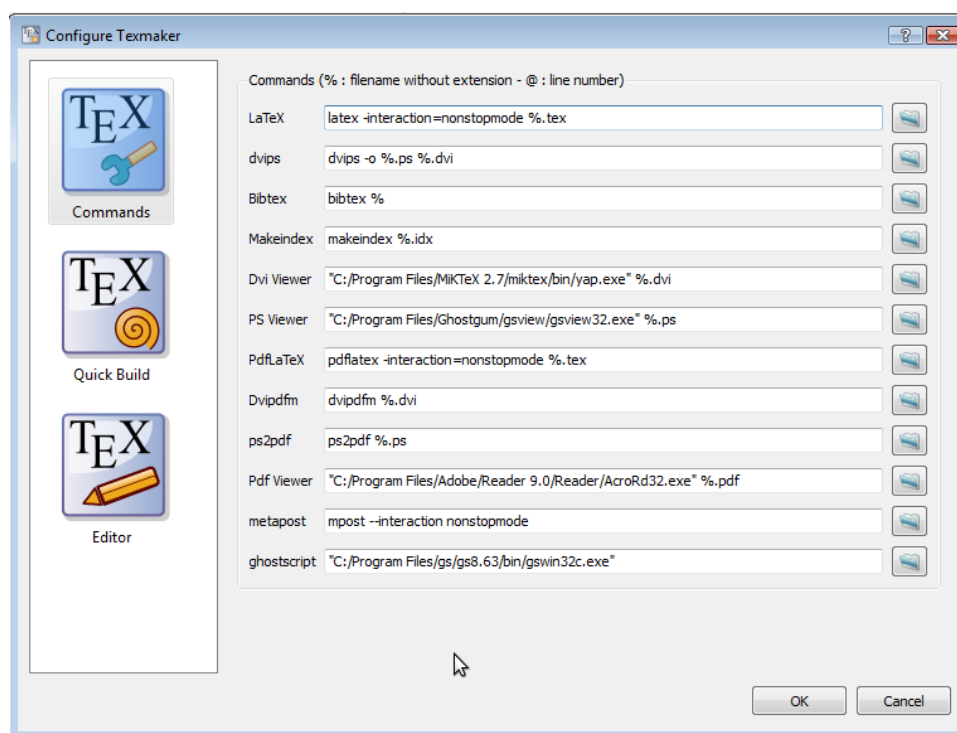 Configure Texmaker
TEX
Commands
TEX
Quick Build
TEX
Editor
Commands (% : filename without extension - @ : line number)
LaTeX latex -interaction=nonstopmode %.tex
dvips dvips -o %.ps %.dvi
Bibtex bibtex %
Makeindex makeindex %.idx
Dvi Viewer "C:/Program Files/MiKTeX 2.7/miktex/bin/yap.exe" %.dvi
PS Viewer "C:/Program Files/Ghostgum/gsview/gsview32.exe" %.ps
PdfLaTeX pdflatex -interaction=nonstopmode %.tex
Dvipdfm dvipdfm %.dvi
ps2pdf ps2pdf %.ps
Pdf Viewer "C:/Program Files/Adobe/Reader 9.0/Reader/AcroRd32.exe" %.pdf
metapost mpost --interaction nonstopmode
ghostscript "C:/Program Files/gs/gs8.63/bin/gswin32c.exe"
OK Cancel